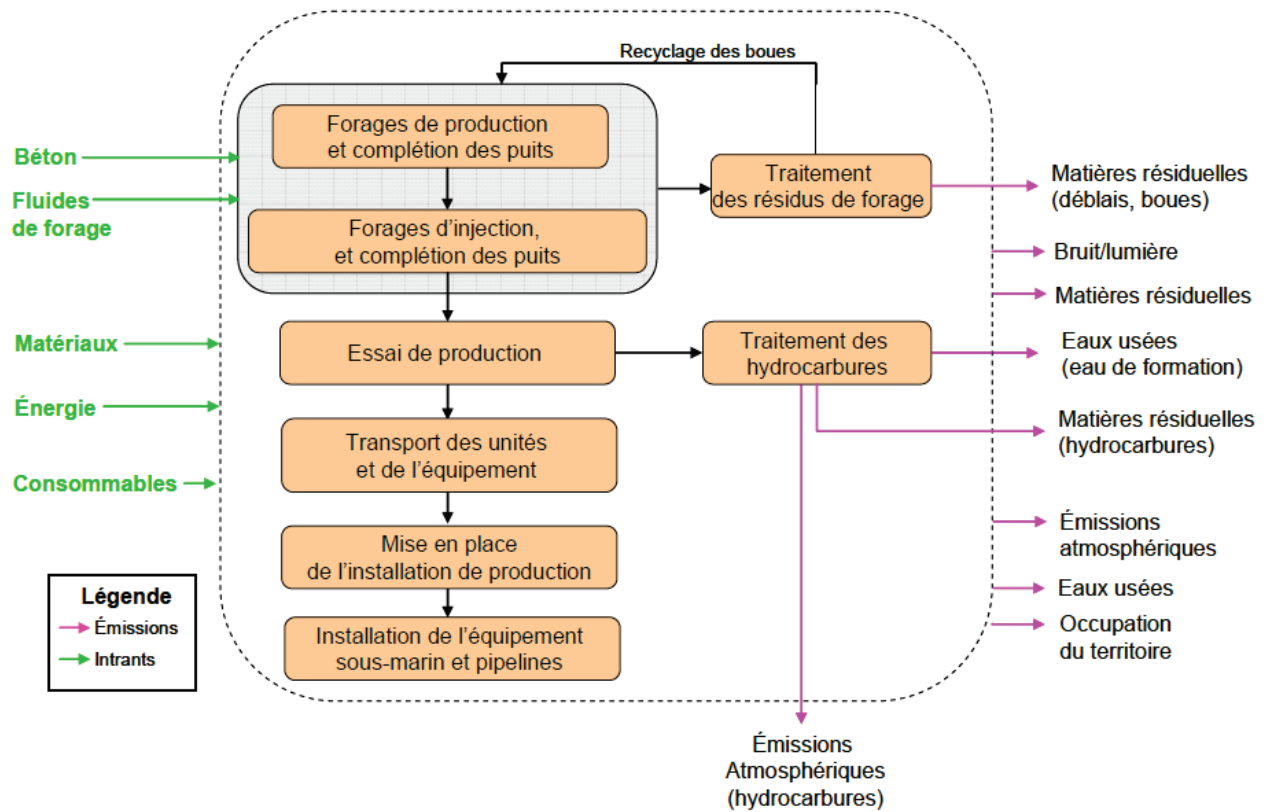 Recyclage des boues
Forages de production
et complétion des puits
Béton
Fluides
de forage
Forages d'injection,
et complétion des puits
Traitement
des résidus de forage
Matières résiduelles
(déblais, boues)
Bruit/lumière
Matières résiduelles
Matériaux
Essai de production
Traitement des
hydrocarbures
Eaux usées
(eau de formation)
Énergie
Matières résiduelles
(hydrocarbures)
Transport des unités
et de l'équipement
Consommables
Émissions
atmosphériques
Mise en place
de l'installation de production
Eaux usées
Occupation
du territoire
Installation de l'équipement
sous-marin et pipelines
Légende
Émissions
Intrants
Émissions
Atmosphériques
(hydrocarbures)